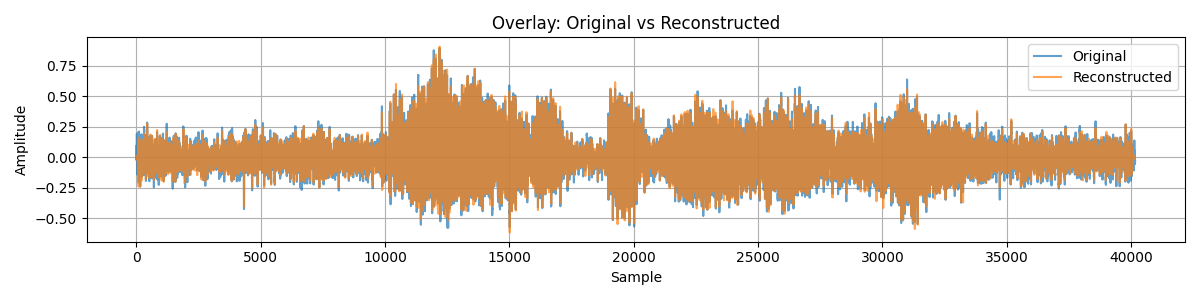 Overlay: Original vs Reconstructed
Original
Reconstructed
Amplitude
0.75
0.50
0.25
0.00
−0.25
−0.50
0 5000 10000 15000 20000 25000 30000 35000 40000
Sample